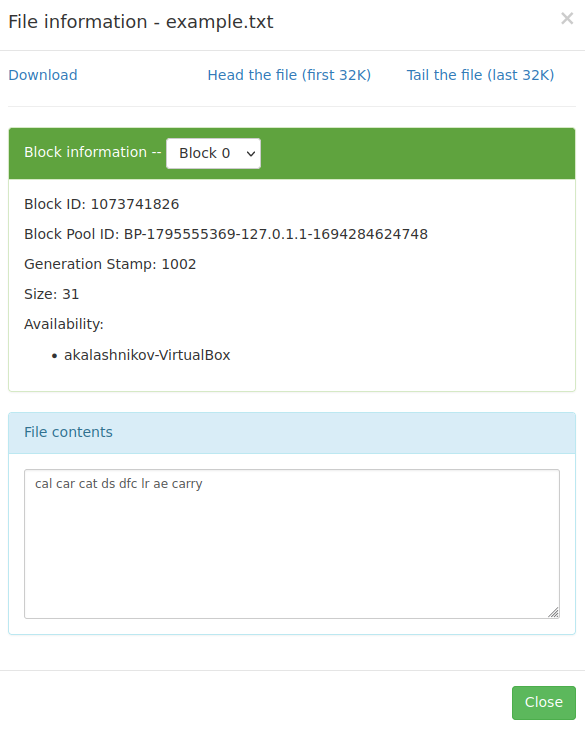 File information - example.txt ×
Download Head the file (first 32K) Tail the file (last 32K)
Block information -- Block 0
Block ID: 1073741826
Block Pool ID: BP-1795555369-127.0.1.1-1694284624748
Generation Stamp: 1002
Size: 31
Availability:
• akalashnikov-VirtualBox
File contents
cal car cat ds dfc lr ae carry
Close